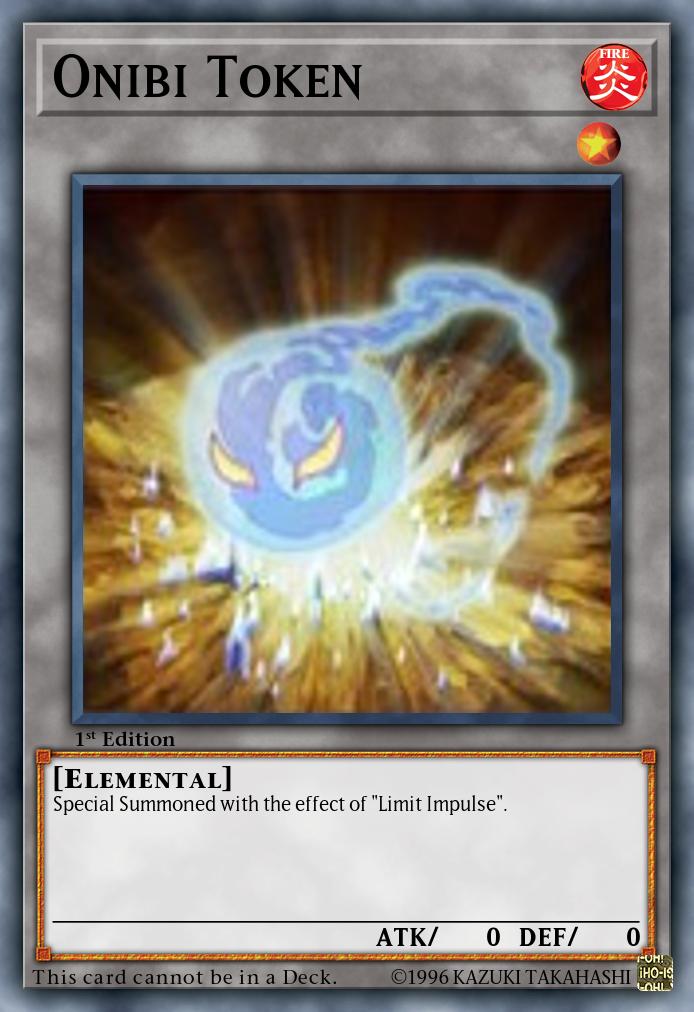 Onibi Token
FIRE
炎
1st Edition
[Elemental]
Special Summoned with the effect of "Limit Impulse".
ATK/ 0 DEF/ 0
This card cannot be in a Deck. ©1996 KAZUKI TAKAHASHI